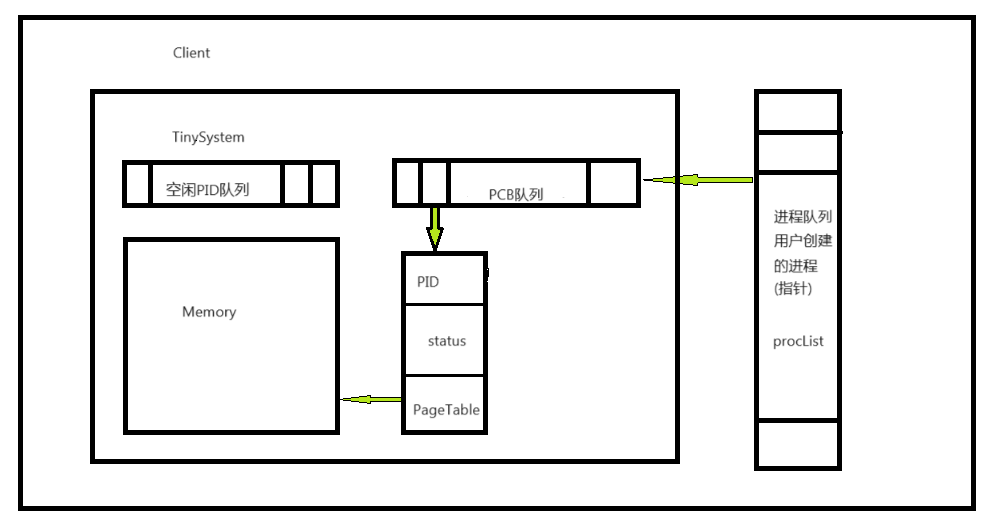 Client
TinySystem
空闲PID队列
PCB队列
PID
status
PageTable
Memory
进程队列
用户创建
的进程
(指针)
procList